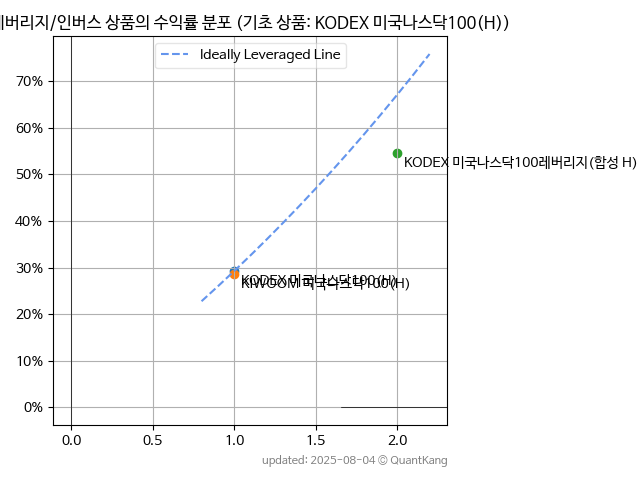 레버리지/인버스 상품의 수익률 분포 (기초 상품: KODEX 미국나스닥100(H))
Ideally Leveraged Line
70%
60%
50%
40%
30%
20%
10%
0%
KODEX 미국나스닥100레버리지(합성 H)
KODEX 미국나스닥100(H)
KIWOOM 미국나스닥100(H)
0.0 0.5 1.0 1.5 2.0
updated: 2025-08-04 © QuantKang